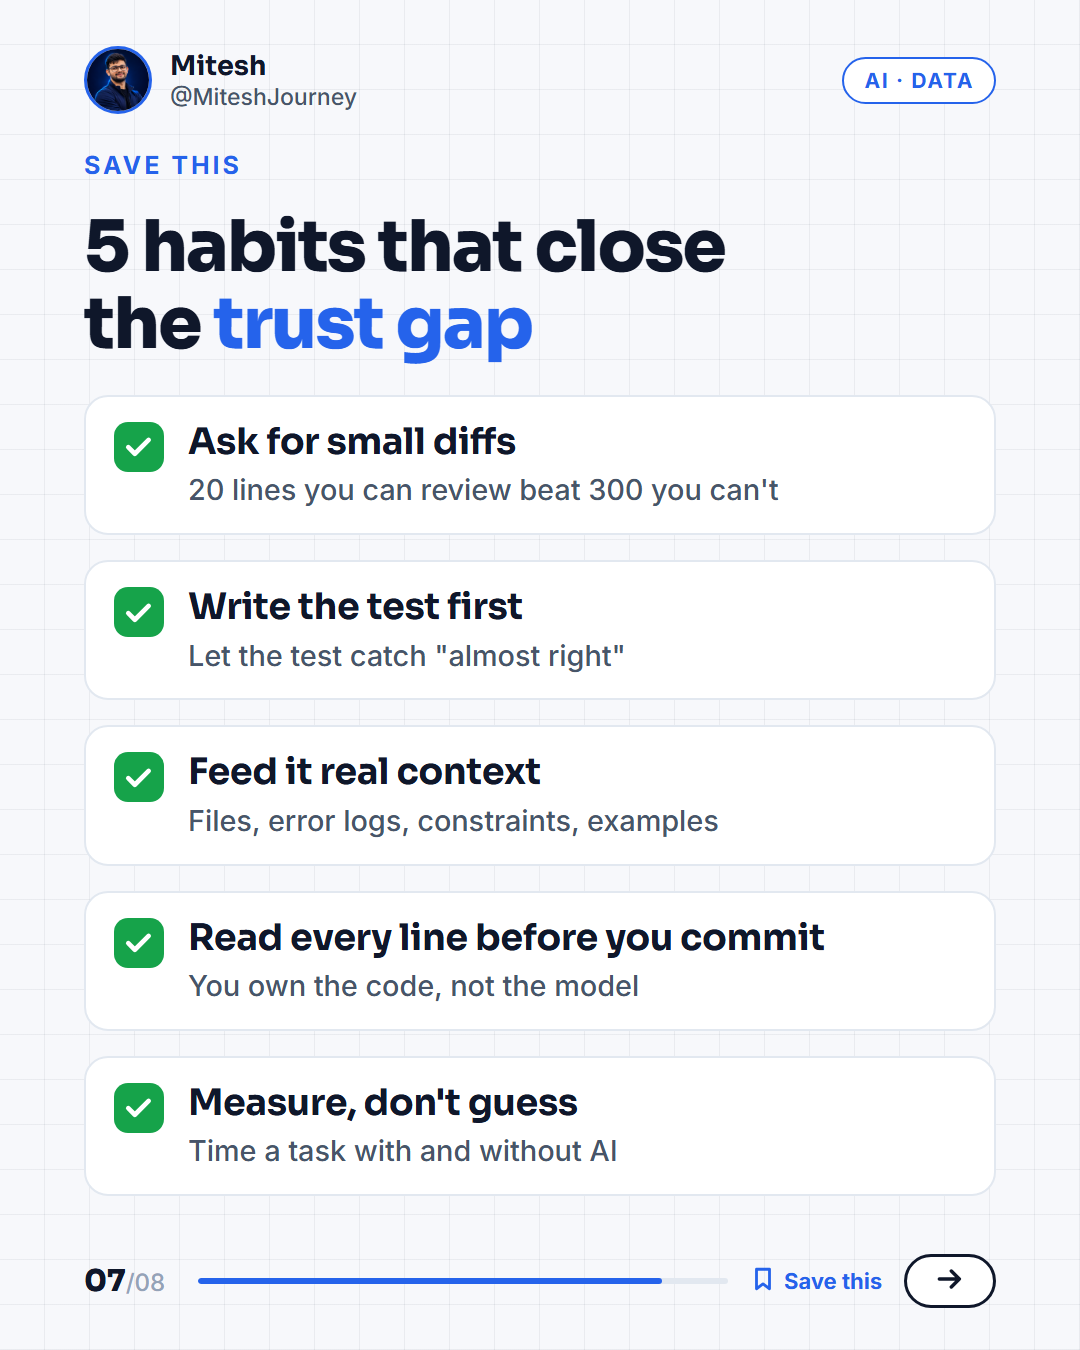 Mitesh
@MiteshJourney
AI · DATA
SAVE THIS
5 habits that close
the trust gap
Ask for small diffs
20 lines you can review beat 300 you can't
Write the test first
Let the test catch "almost right"
Feed it real context
Files, error logs, constraints, examples
Read every line before you commit
You own the code, not the model
Measure, don't guess
Time a task with and without AI
07/08
Save this